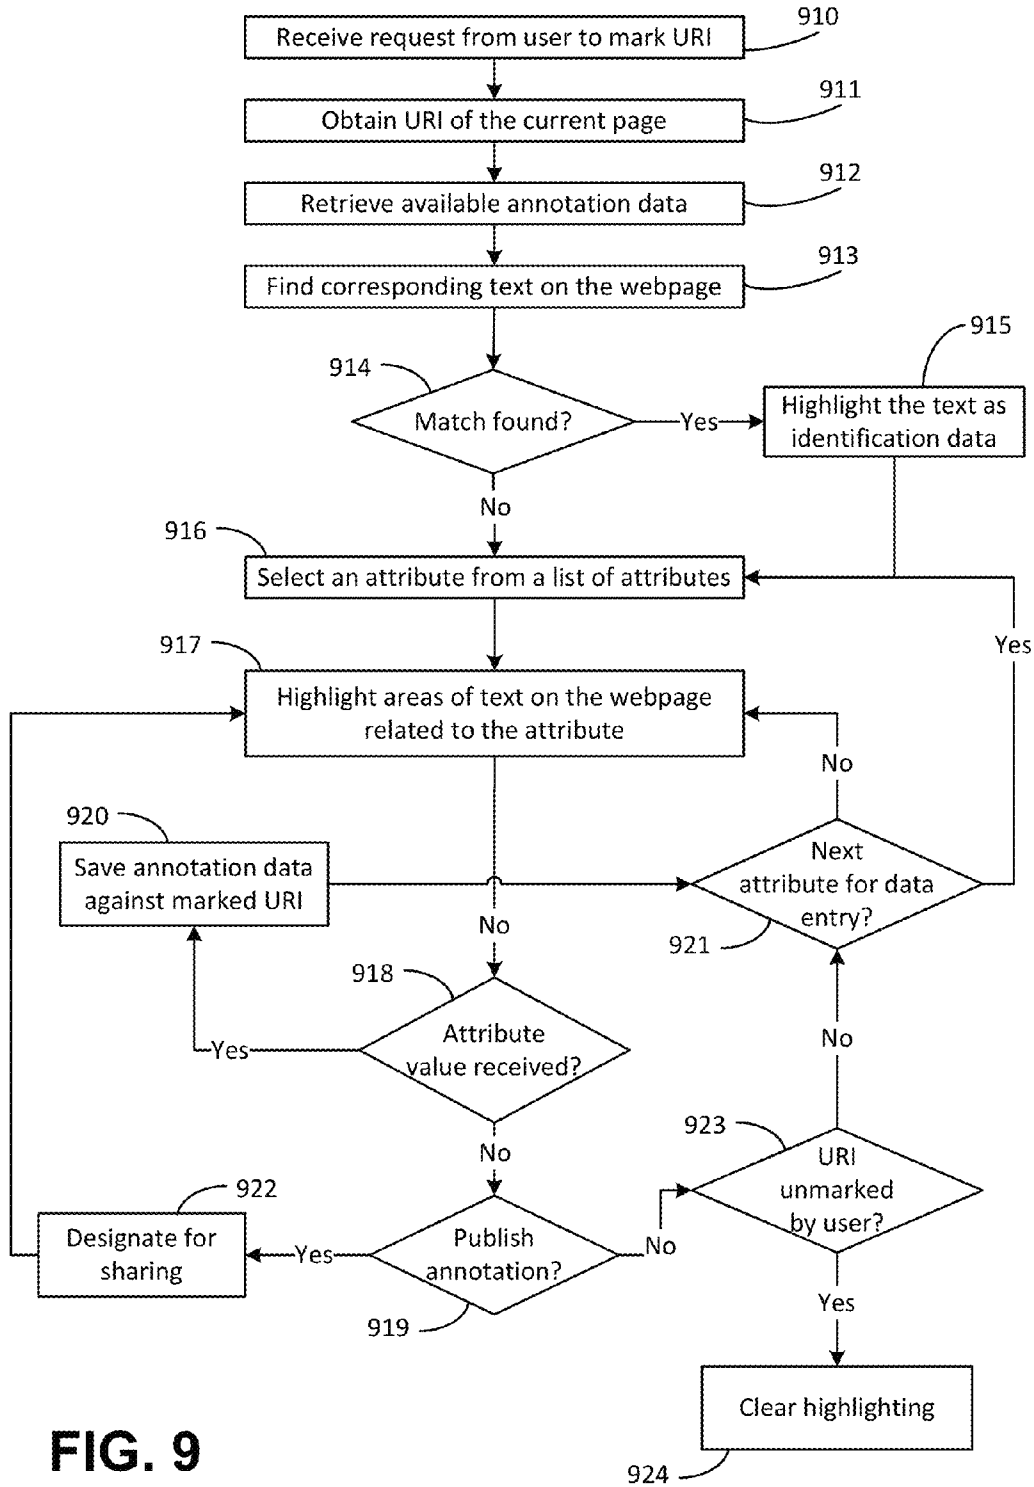 910
Receive request from user to mark URI
911
Obtain URI of the current page
912
Retrieve available annotation data
913
Find corresponding text on the webpage
914
Match found?
Yes
915
Highlight the text as
identification data
No
916
Select an attribute from a list of attributes
Yes
917
Highlight areas of text on the webpage
related to the attribute
No
920
Save annotation data
against marked URI
Next
attribute for data
entry?
921
No
918
Attribute
value received?
Yes
No
No
923
URI
unmarked
by user?
922
Designate for
sharing
Yes
Publish
annotation?
No
919
Yes
Clear highlighting
924
FIG. 9